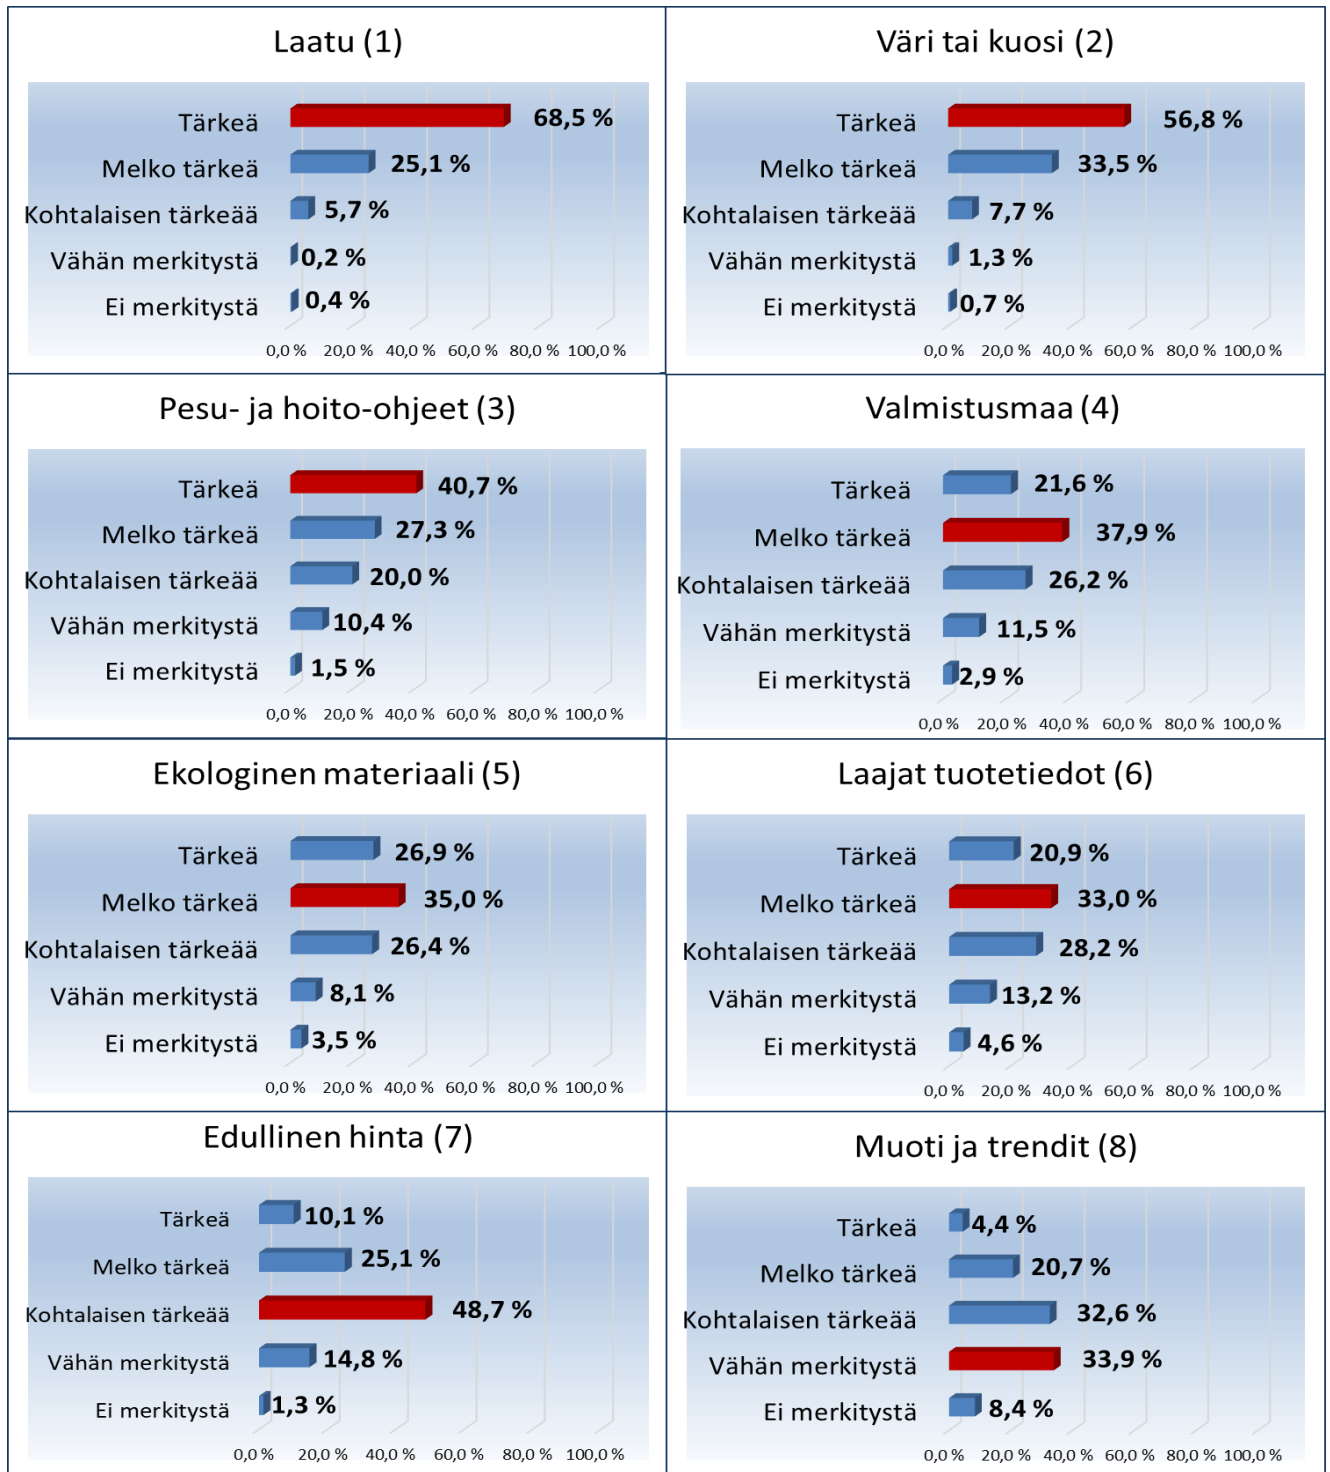 Laatu (1)
Tärkeä 68,5 %
Melko tärkeä 25,1 %
Kohtalaisen tärkeää 5,7 %
Vähän merkitystä 0,2 %
Ei merkitystä 0,4 %
0,0 % 20,0 % 40,0 % 60,0 % 80,0 % 100,0 %
Väri tai kuosi (2)
Tärkeä 56,8 %
Melko tärkeä 33,5 %
Kohtalaisen tärkeää 7,7 %
Vähän merkitystä 1,3 %
Ei merkitystä 0,7 %
0,0 % 20,0 % 40,0 % 60,0 % 80,0 % 100,0 %
Pesu- ja hoito-ohjeet (3)
Tärkeä 40,7 %
Melko tärkeä 27,3 %
Kohtalaisen tärkeää 20,0 %
Vähän merkitystä 10,4 %
Ei merkitystä 1,5 %
0,0 % 20,0 % 40,0 % 60,0 % 80,0 % 100,0 %
Valmistusmaa (4)
Tärkeä 21,6 %
Melko tärkeä 37,9 %
Kohtalaisen tärkeää 26,2 %
Vähän merkitystä 11,5 %
Ei merkitystä 2,9 %
0,0 % 20,0 % 40,0 % 60,0 % 80,0 % 100,0 %
Ekologinen materiaali (5)
Tärkeä 26,9 %
Melko tärkeä 35,0 %
Kohtalaisen tärkeää 26,4 %
Vähän merkitystä 8,1 %
Ei merkitystä 3,5 %
0,0 % 20,0 % 40,0 % 60,0 % 80,0 % 100,0 %
Laajat tuotetiedot (6)
Tärkeä 20,9 %
Melko tärkeä 33,0 %
Kohtalaisen tärkeää 28,2 %
Vähän merkitystä 13,2 %
Ei merkitystä 4,6 %
0,0 % 20,0 % 40,0 % 60,0 % 80,0 % 100,0 %
Edullinen hinta (7)
Tärkeä 10,1 %
Melko tärkeä 25,1 %
Kohtalaisen tärkeää 48,7 %
Vähän merkitystä 14,8 %
Ei merkitystä 1,3 %
0,0 % 20,0 % 40,0 % 60,0 % 80,0 % 100,0 %
Muoti ja trendit (8)
Tärkeä 4,4 %
Melko tärkeä 20,7 %
Kohtalaisen tärkeää 32,6 %
Vähän merkitystä 33,9 %
Ei merkitystä 8,4 %
0,0 % 20,0 % 40,0 % 60,0 % 80,0 % 100,0 %